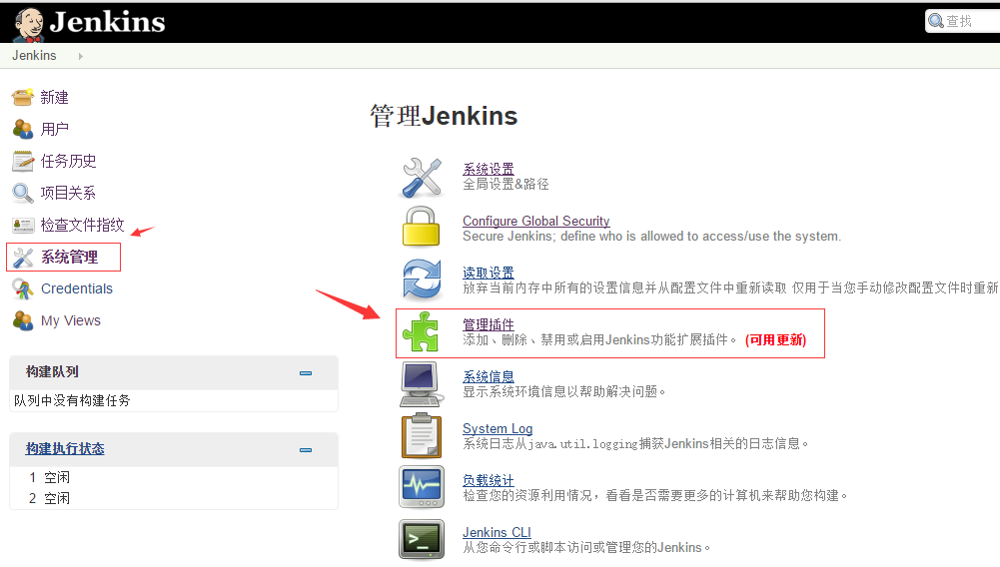 Jenkins
查找
Jenkins
新建
用户
任务历史
项目关系
检查文件指纹
系统管理
Credentials
My Views
构建队列
队列中没有构建任务
构建执行状态
1 空闲
2 空闲
管理Jenkins
系统设置
全局设置&路径
Configure Global Security
Secure Jenkins; define who is allowed to access/use the system.
读取设置
放弃当前内存中所有的设置信息并从配置文件中重新读取 仅用于当您手动修改配置文件时重新
管理插件
添加、删除、禁用或启用Jenkins功能扩展插件。 (可用更新)
系统信息
显示系统环境信息以帮助解决问题。
System Log
系统日志从java.util.logging捕获Jenkins相关的日志信息。
负载统计
检查您的资源利用情况，看看是否需要更多的计算机来帮助您构建。
Jenkins CLI
从您命令行或脚本访问或管理您的Jenkins。